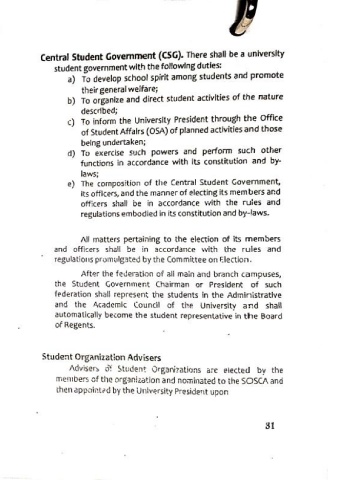 Central Student Government (CSG). There shall be a university
student government with the following duties:
a) To develop school spirit among students and promote
their general welfare;
b) To organize and direct student activities of the nature
described;
c) To inform the University President through the Office
of Student Affairs (OSA) of planned activities and those
being undertaken;
d) To exercise such powers and perform such other
functions in accordance with its constitution and by-
laws;
e) The composition of the Central Student Government,
its officers, and the manner of electing its members and
officers shall be in accordance with the rules and
regulations embodied in its constitution and by-laws.
All matters pertaining to the election of its members
and officers shall be in accordance with the rules and
regulations promulgated by the Committee on Election.
After the federation of all main and branch campuses,
the Student Government Chairman or President of such
federation shall represent the students in the Administrative
and the Academic Council of the University and shall
automatically become the student representative in the Board
of Regents.
Student Organization Advisers
Advisers of Student Organizations are elected by the
members of the organization and nominated to the SOSCA and
then appointed by the University President upon
31